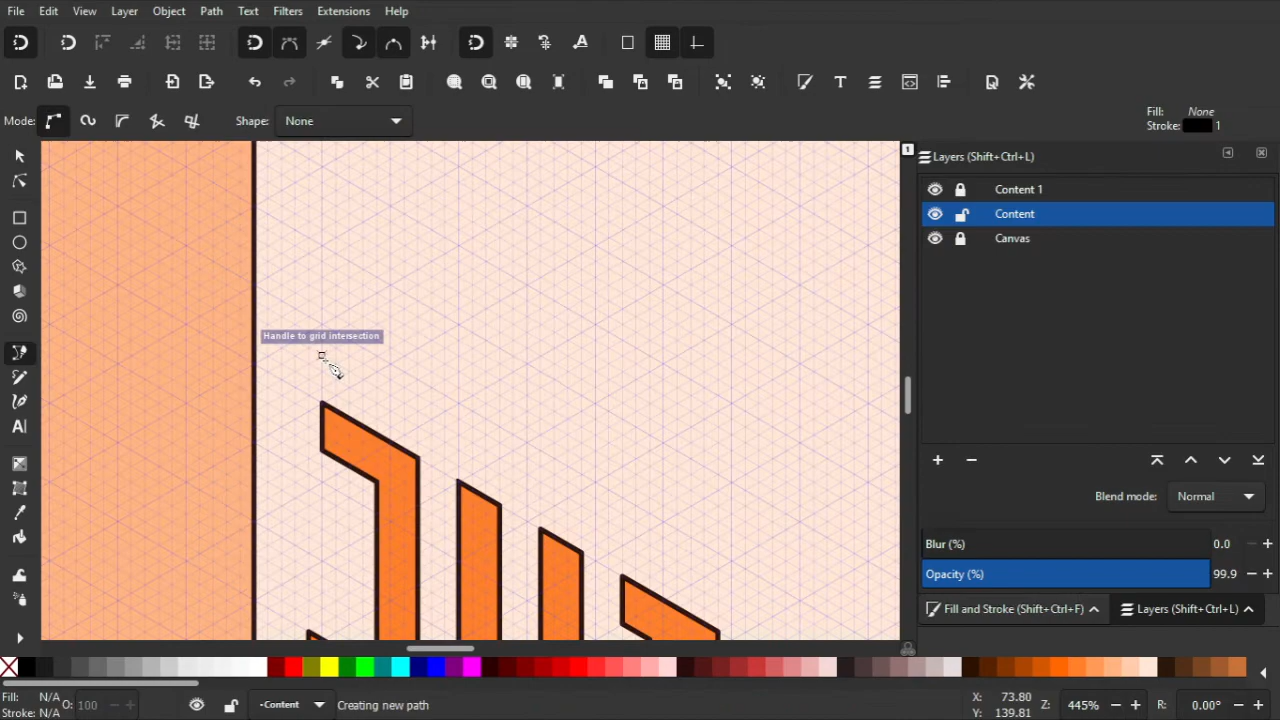 File Edit View Layer Object Path Text Filters Extensions Help
Mode: Shape: None Fill: None
Stroke: 1
1
Layers (Shift+Ctrl+L)
Content 1
Content
Canvas
Handle to grid intersection
Blend mode: Normal
Blur (%) 0.0
Opacity (%) 99.9
Fill and Stroke (Shift+Ctrl+F) Layers (Shift+Ctrl+L)
Fill: N/A O: 100 -Content Creating new path X: 73.80 Z: 445% R: 0.00°
Stroke: N/A Y: 139.81